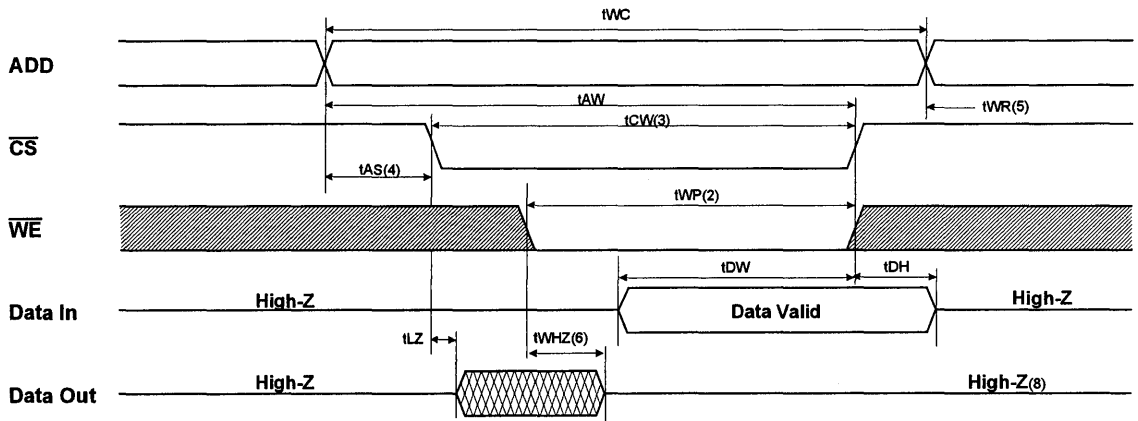 tWC
ADD
tAW
tWR(5)
tCW(3)
CS
tAS(4)
tWP(2)
WE
tDW
tDH
High-Z
Data Valid
High-Z
Data In
tLZ
tWHZ(6)
High-Z
High-Z(8)
Data Out